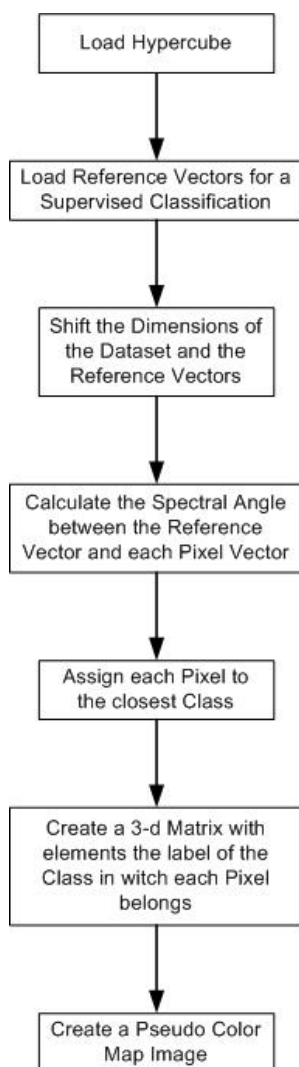 Load Hypercube
Load Reference Vectors for a
Supervised Classification
Shift the Dimensions of
the Dataset and the
Reference Vectors
Calculate the Spectral Angle
between the Reference
Vector and each Pixel Vector
Assign each Pixel to
the closest Class
Create a 3-d Matrix with
elements the label of the
Class in witch each Pixel
belongs
Create a Pseudo Color
Map Image